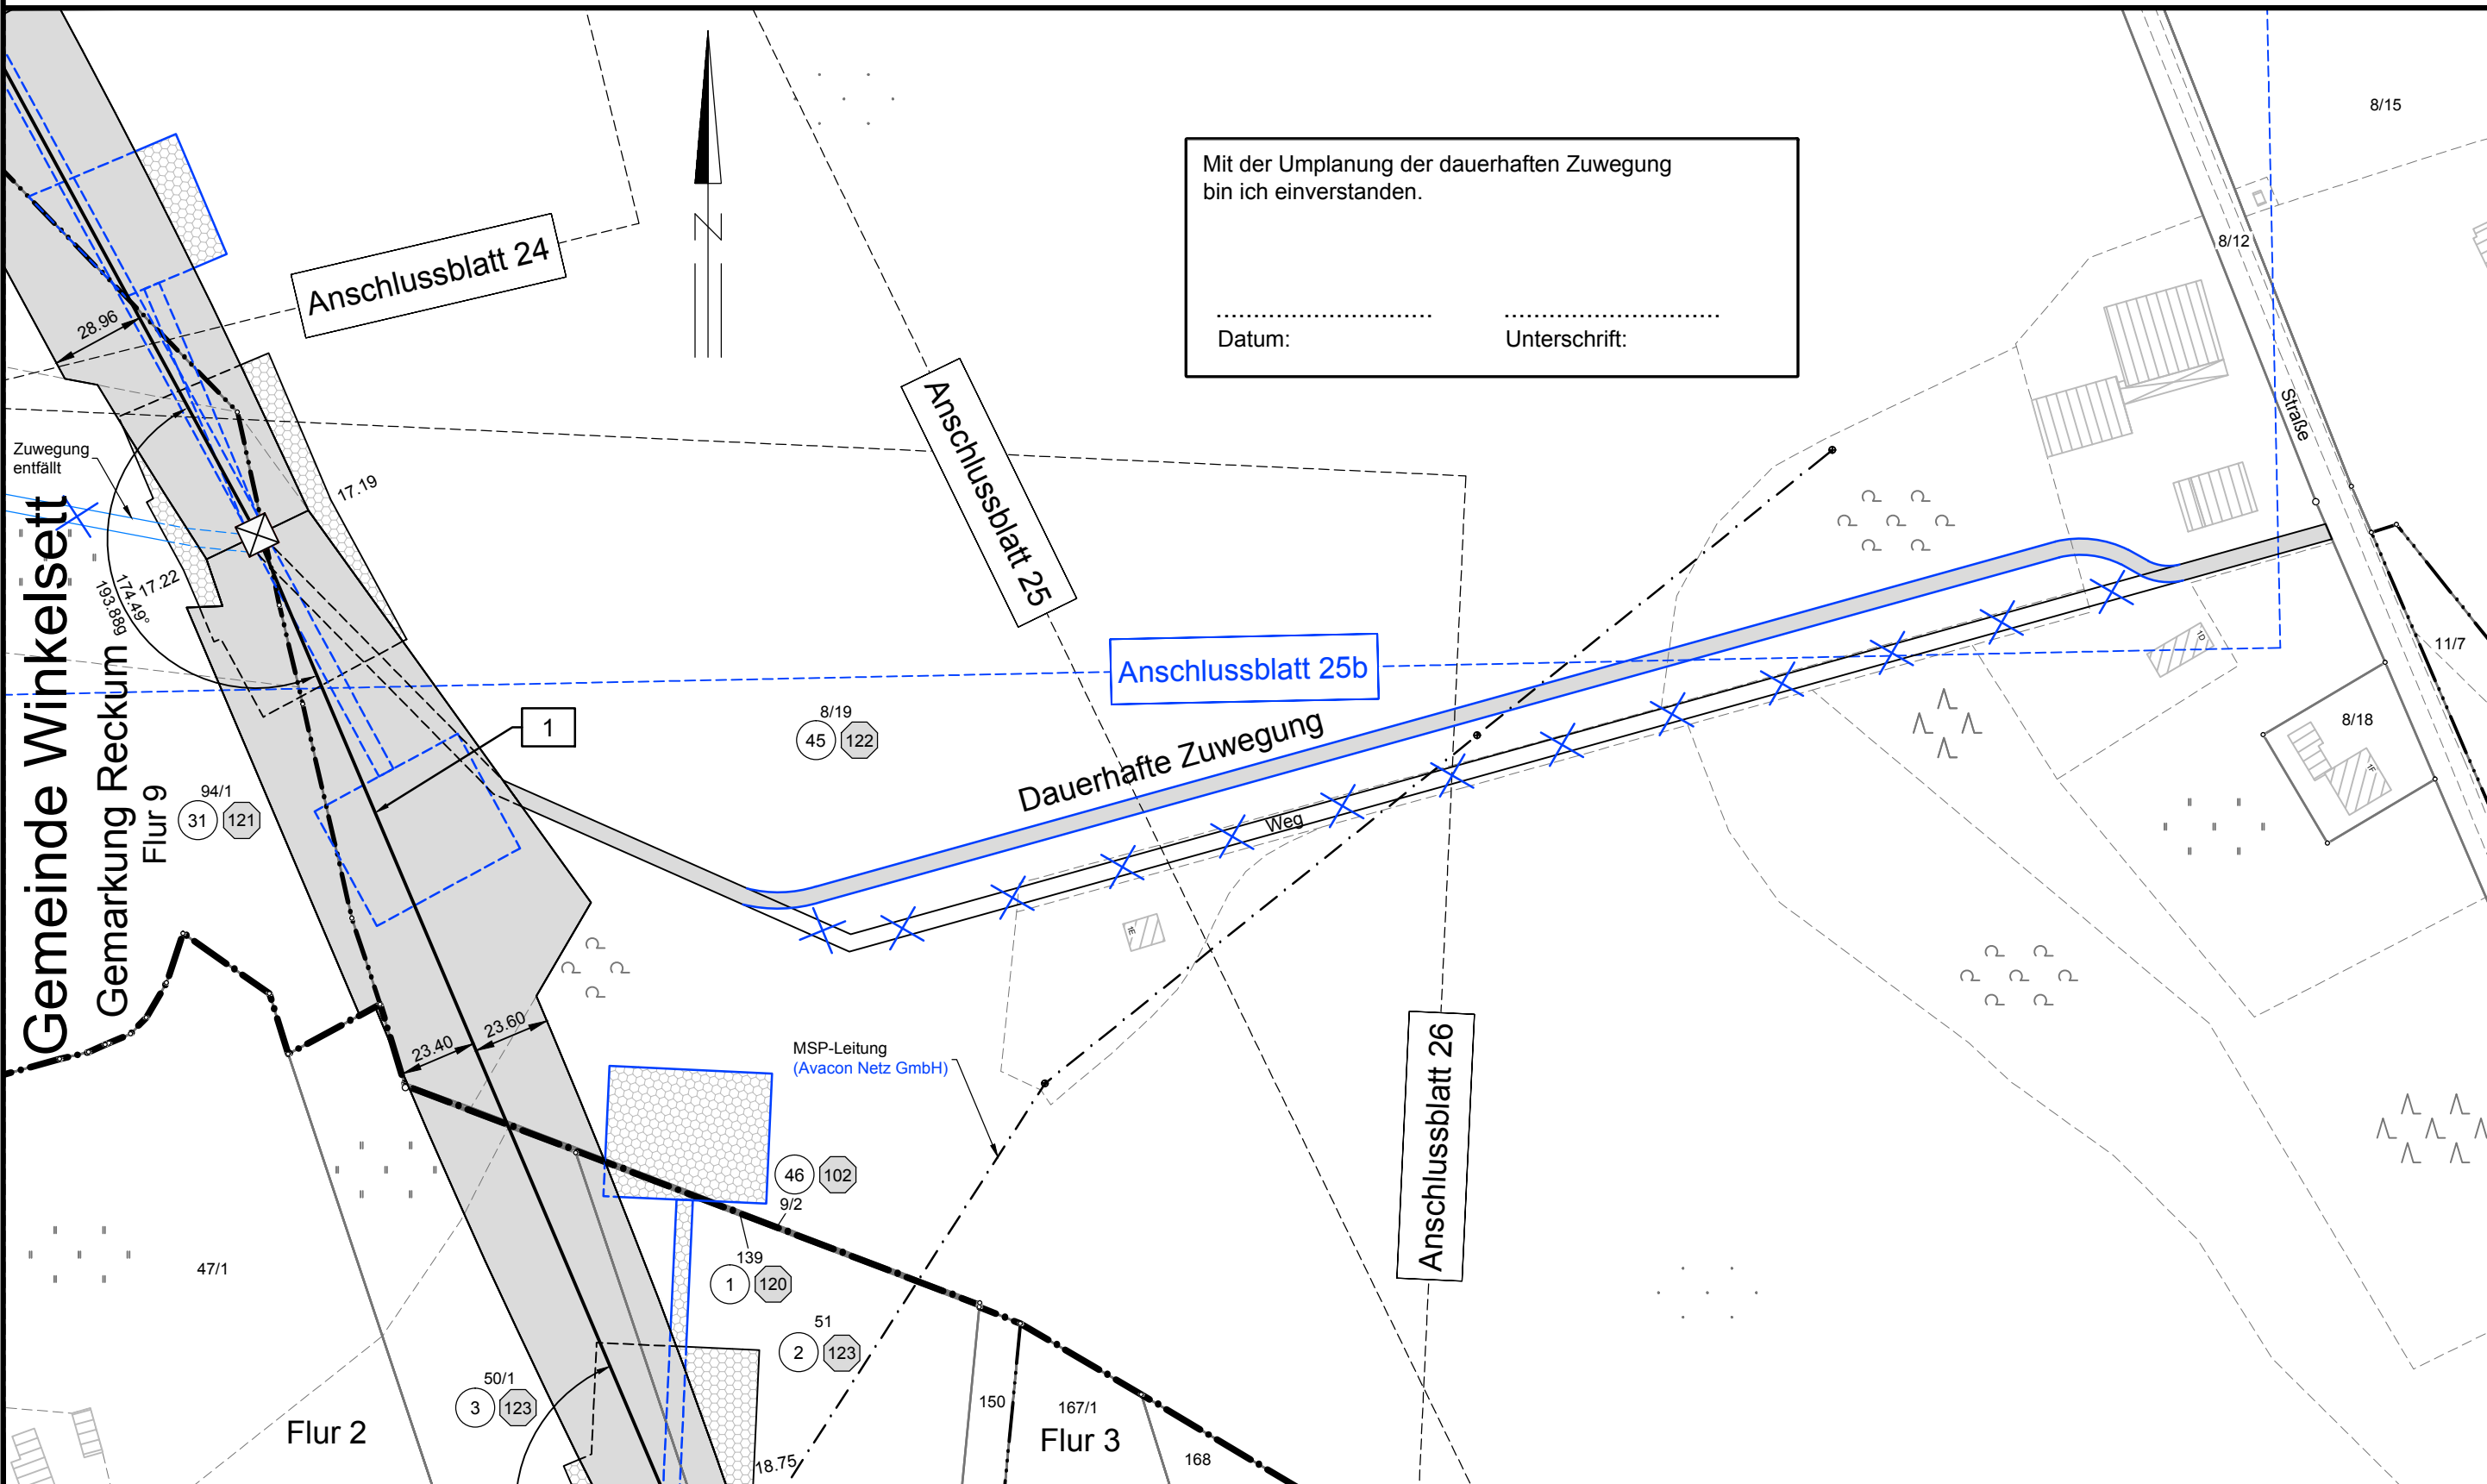 8/15
Mit der Umplanung der dauerhaften Zuwegung
bin ich einverstanden.
Datum:
Unterschrift:
N
8/12
Anschlussblatt 24
28.96
Straße
Zuwegung
entfällt
17.19
Anschlussblatt 25
17.22
174.49°
193.88g
Gemeinde Winkelsett
Gemarkung Reckum
Flur 9
1D
11/7
Anschlussblatt 25b
8/19
45
122
1
8/18
1F
Dauerhafte Zuwegung
Weg
94/1
31
121
1E
23.40
23.60
MSP-Leitung
(Avacon Netz GmbH)
Anschlussblatt 26
46
102
9/2
139
1
120
47/1
51
2
123
50/1
3
123
150
167/1
Flur 2
Flur 3
168
18.75